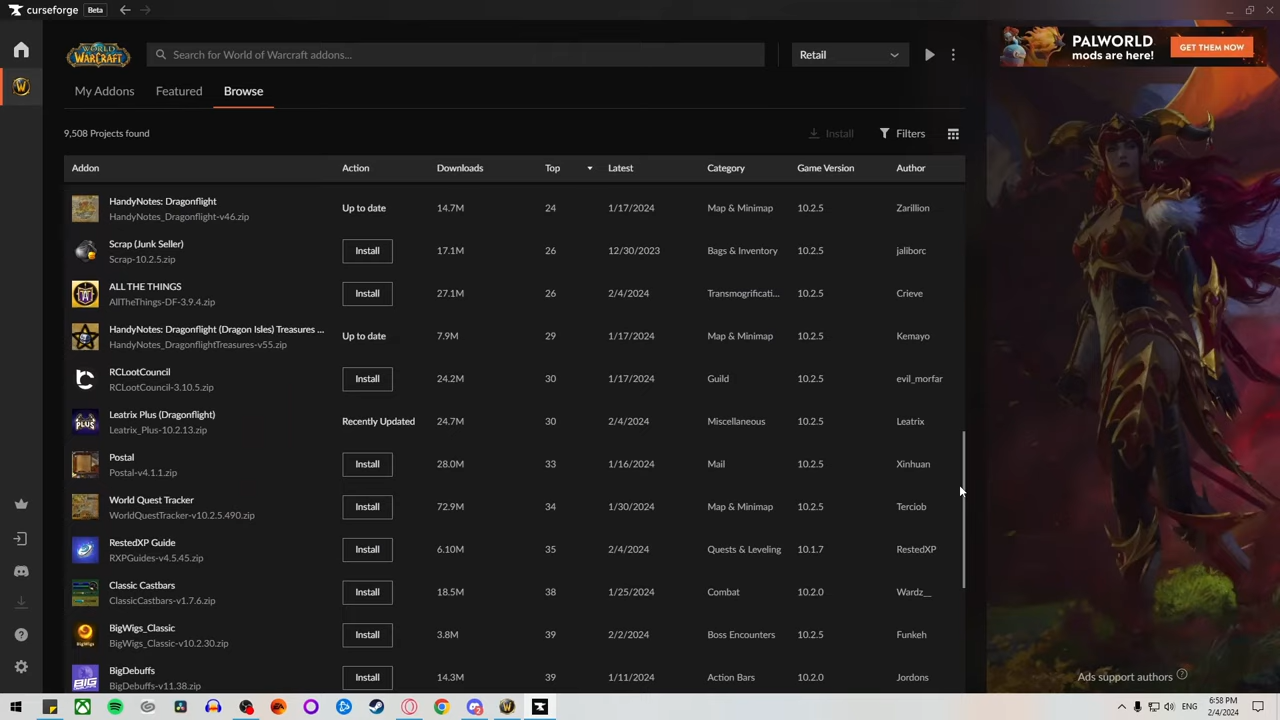 curseforge
Beta
WORLD OF WARCRAFT
Search for World of Warcraft addons...
Retail
PALWORLD
mods are here!
GET THEM NOW
My Addons
Featured
Browse
9,508 Projects found
Install
Filters
Addon
Action
Downloads
Top
Latest
Category
Game Version
Author
HandyNotes: Dragonflight
HandyNotes_Dragonflight-v46.zip
Up to date
14.7M
24
1/17/2024
Map & Minimap
10.2.5
Zarillion
Scrap (Junk Seller)
Scrap-10.2.5.zip
Install
17.1M
26
12/30/2023
Bags & Inventory
10.2.5
jaliborc
ALL THE THINGS
AllTheThings-DF-3.9.4.zip
Install
27.1M
26
2/4/2024
Transmogrificati...
10.2.5
Crieve
HandyNotes: Dragonflight (Dragon Isles) Treasures ...
HandyNotes_DragonflightTreasures-v55.zip
Up to date
7.9M
29
1/17/2024
Map & Minimap
10.2.5
Kemayo
RCLootCouncil
RCLootCouncil-3.10.5.zip
Install
24.2M
30
1/17/2024
Guild
10.2.5
evil_morfar
PLUS
Leatrix Plus (Dragonflight)
Leatrix_Plus-10.2.13.zip
Recently Updated
24.7M
30
2/4/2024
Miscellaneous
10.2.5
Leatrix
Postal
Postal-v4.1.1.zip
Install
28.0M
33
1/16/2024
Mail
10.2.5
Xinhuan
World Quest Tracker
WorldQuestTracker-v10.2.5.490.zip
Install
72.9M
34
1/30/2024
Map & Minimap
10.2.5
Terciob
RestedXP Guide
RXPGuides-v4.5.45.zip
Install
6.10M
35
2/4/2024
Quests & Leveling
10.1.7
RestedXP
Classic Castbars
ClassicCastbars-v1.7.6.zip
Install
18.5M
38
1/25/2024
Combat
10.2.0
Wardz__
BigWigs_Classic
BigWigs_Classic-v10.2.30.zip
Install
3.8M
39
2/2/2024
Boss Encounters
10.2.5
Funkeh
BIG
BigDebuffs
BigDebuffs-v11.38.zip
Install
14.3M
39
1/11/2024
Action Bars
10.2.0
Jordons
Ads support authors
ENG
6:58 PM
2/4/2024